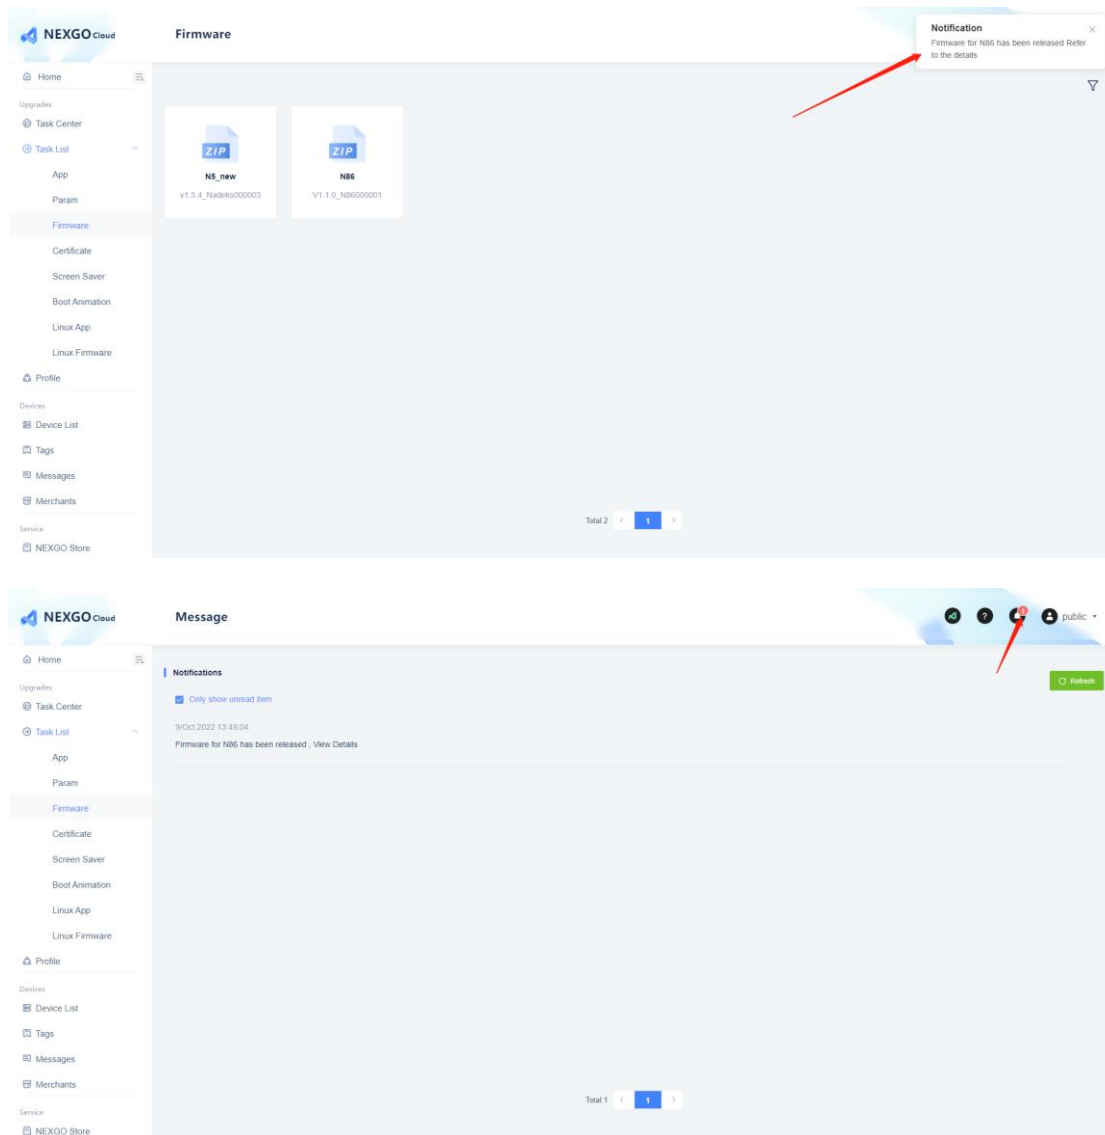 NEXGO Cloud
Firmware
Notification
Firmware for N86 has been released Refer
to the details
Home
Upgrades
Task Center
Task List
App
Param
Firmware
Certificate
Screen Saver
Boot Animation
Linux App
Linux Firmware
Profile
Devices
Device List
Tags
Messages
Merchants
Service
NEXGO Store
ZIP
N5_new
v1.3.4_Nadeks000003
ZIP
N86
V1.1.0_N86000001
Total 2
1
NEXGO Cloud
Message
?
public
Home
Upgrades
Task Center
Task List
App
Param
Firmware
Certificate
Screen Saver
Boot Animation
Linux App
Linux Firmware
Profile
Devices
Device List
Tags
Messages
Merchants
Service
NEXGO Store
Notifications
Refresh
Only show unread item
9/Oct 2022 13:49:04
Firmware for N86 has been released , View Details
Total 1
1